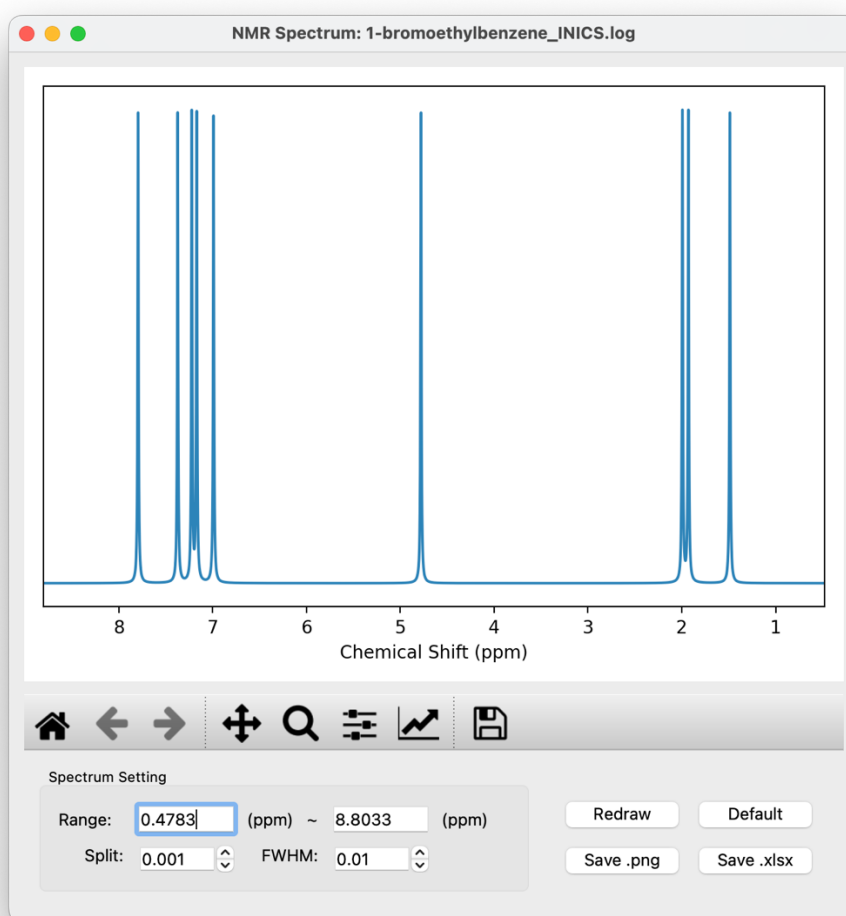 NMR Spectrum: 1-bromoethylbenzene_INICS.log
8 7 6 5 4 3 2 1
Chemical Shift (ppm)
Spectrum Setting
Range: 0.4783 (ppm) ~ 8.8033 (ppm)
Redraw Default
Split: 0.001 FWHM: 0.01
Save .png Save .xlsx